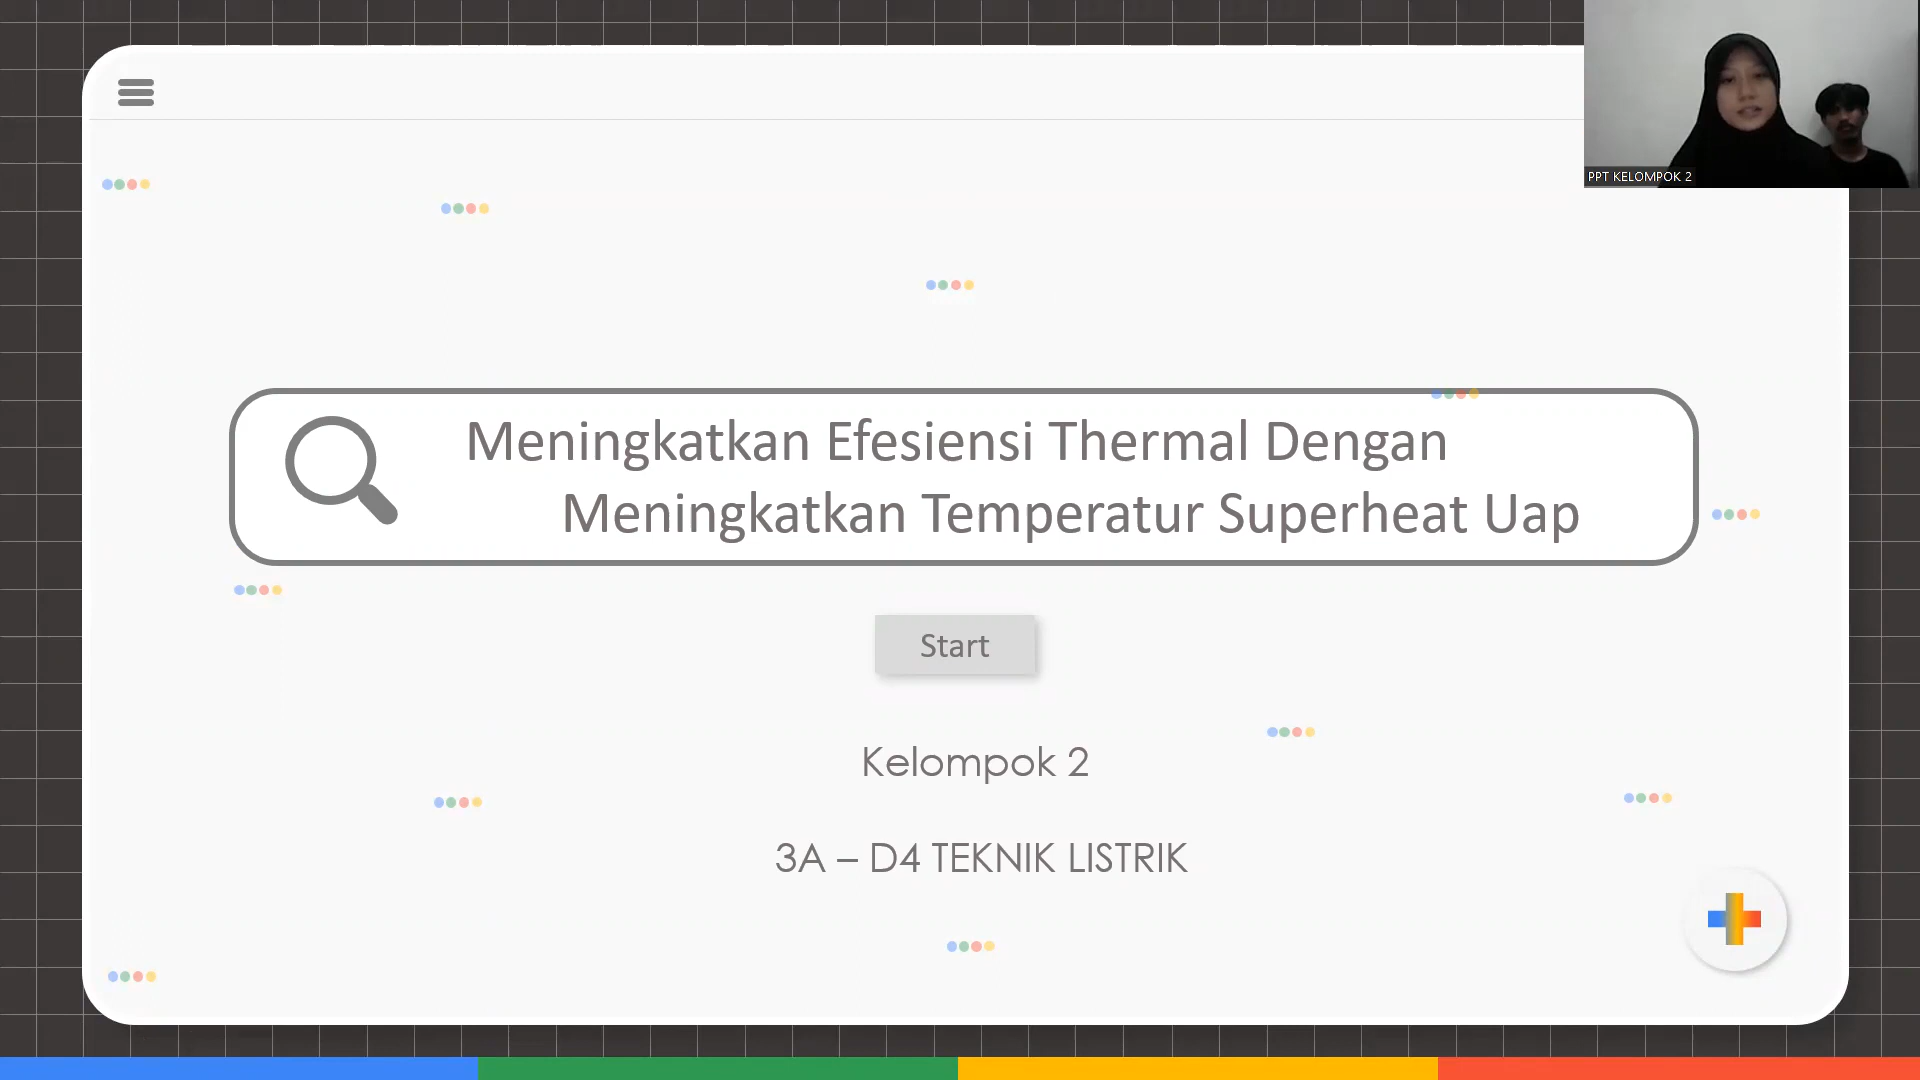 PPT KELOMPOK 2
Meningkatkan Efesiensi Thermal Dengan
Meningkatkan Temperatur Superheat Uap
Start
Kelompok 2
3A – D4 TEKNIK LISTRIK